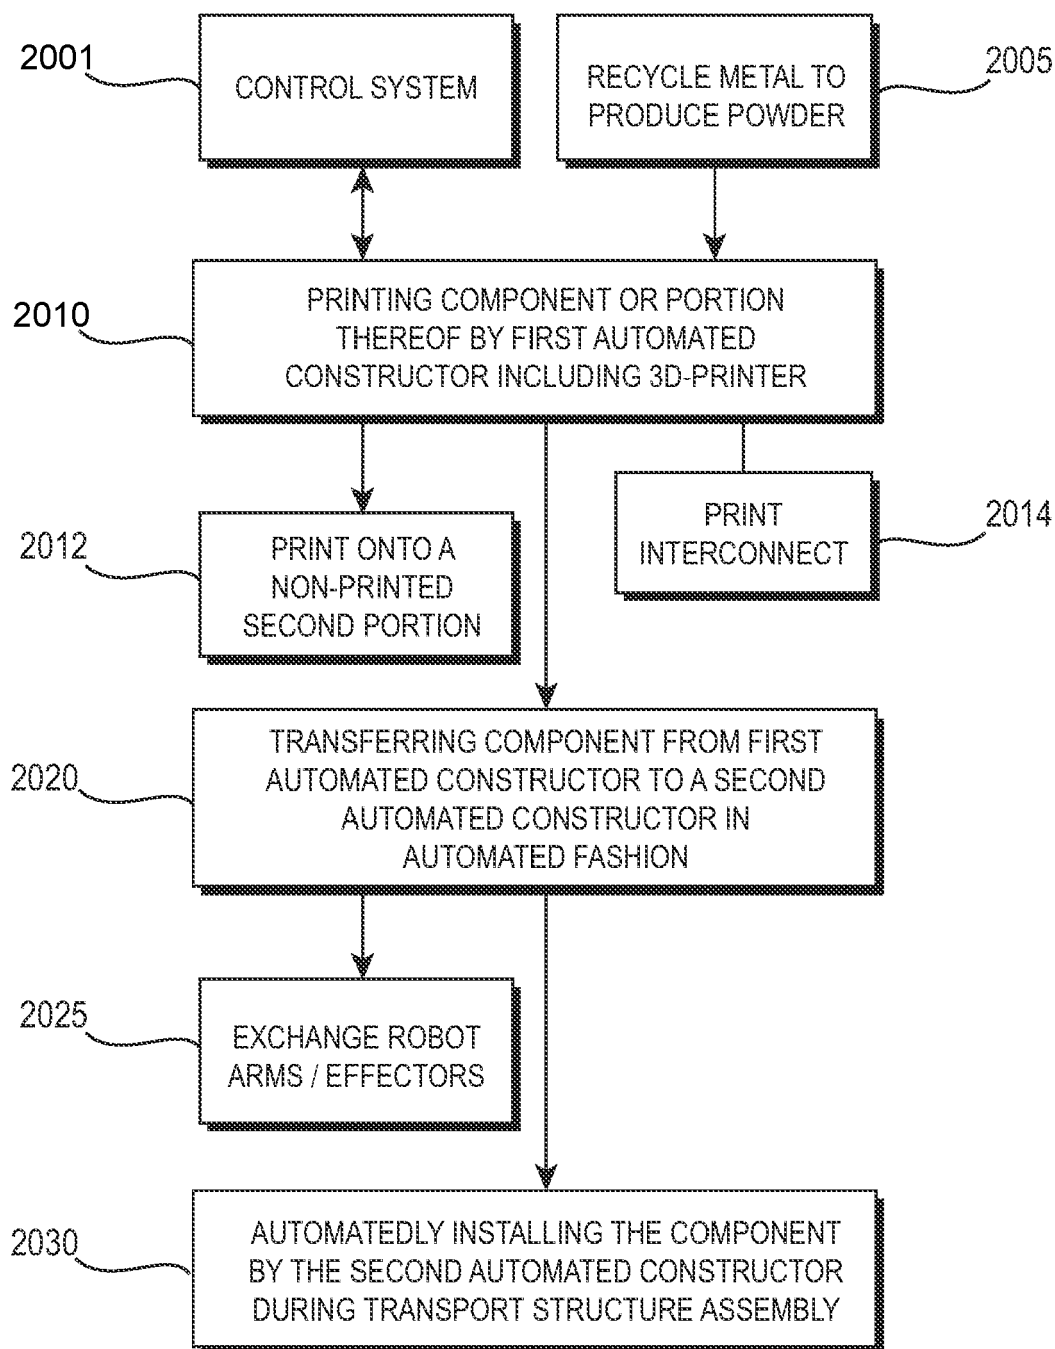 2001
CONTROL SYSTEM
RECYCLE METAL TO
PRODUCE POWDER
2005
2010
PRINTING COMPONENT OR PORTION
THEREOF BY FIRST AUTOMATED
CONSTRUCTOR INCLUDING 3D-PRINTER
2012
PRINT ONTO A
NON-PRINTED
SECOND PORTION
PRINT
INTERCONNECT
2014
2020
TRANSFERRING COMPONENT FROM FIRST
AUTOMATED CONSTRUCTOR TO A SECOND
AUTOMATED CONSTRUCTOR IN
AUTOMATED FASHION
2025
EXCHANGE ROBOT
ARMS / EFFECTORS
2030
AUTOMATEDLY INSTALLING THE COMPONENT
BY THE SECOND AUTOMATED CONSTRUCTOR
DURING TRANSPORT STRUCTURE ASSEMBLY